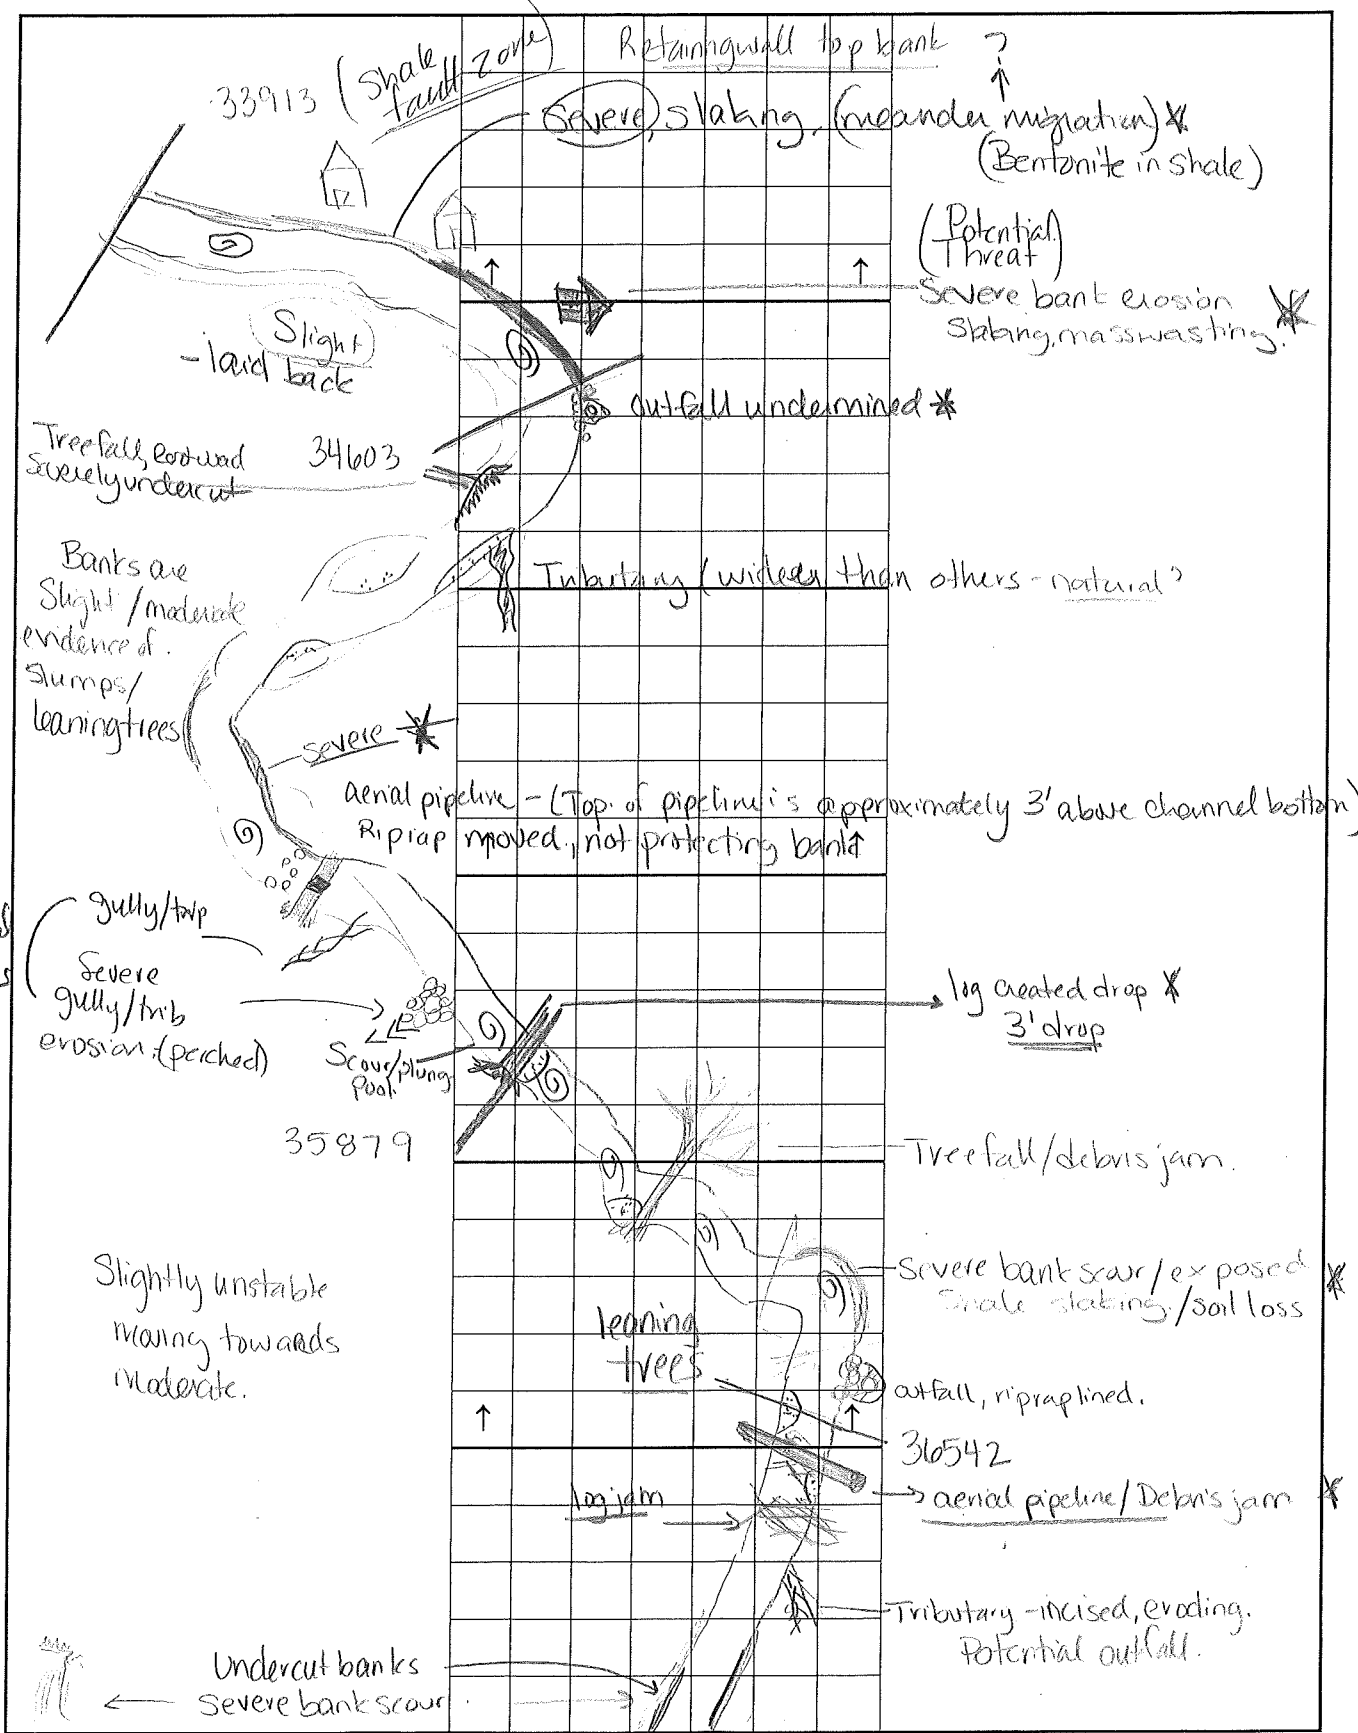 33913 (Shale
fault zone)
Retaining wall top bank ?
Severe, slaking, (meander migration)
(Bentonite in shale)
(Potential
Threat)
Severe bank erosion
Slaking, mass wasting.
Slight
- laid back
outfall undermined
Treefall, rootwad
severely undercut
34603
Banks are
Slight / moderate
evidence of.
Slumps/
leaning trees
Tributary (wider than others - natural?
severe
aerial pipeline - (Top of pipeline is approximately 3' above channel bottom)
Riprap moved, not protecting bank
gully/trip
Severe
gully/trib
erosion (perched)
Scour/plung
Pool.
log created drop
3' drop
35879
Treefall/debris jam.
Slightly unstable
moving towards
moderate.
Severe bank scour/exposed
Shale slaking./soil loss
leaning
trees
outfall, riprap lined.
36542
aerial pipeline/Debris jam
log jam
Tributary - incised, eroding.
Potential outfall.
Undercut banks
severe bank scour